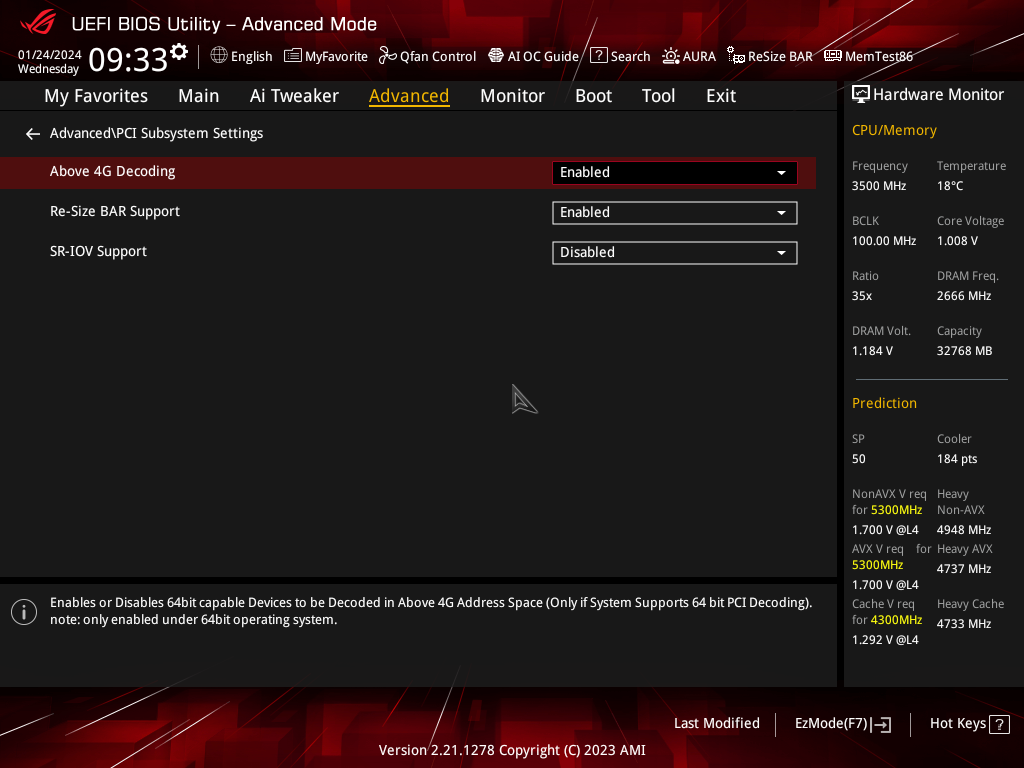 UEFI BIOS Utility – Advanced Mode
01/24/2024
Wednesday
09:33
English
MyFavorite
Qfan Control
AI OC Guide
? Search
AURA
ReSize BAR
MemTest86
My Favorites
Main
Ai Tweaker
Advanced
Monitor
Boot
Tool
Exit
Advanced\PCI Subsystem Settings
Above 4G Decoding Enabled
Re-Size BAR Support Enabled
SR-IOV Support Disabled
Enables or Disables 64bit capable Devices to be Decoded in Above 4G Address Space (Only if System Supports 64 bit PCI Decoding).
note: only enabled under 64bit operating system.
Hardware Monitor
CPU/Memory
Frequency Temperature
3500 MHz 18°C
BCLK Core Voltage
100.00 MHz 1.008 V
Ratio DRAM Freq.
35x 2666 MHz
DRAM Volt. Capacity
1.184 V 32768 MB
Prediction
SP Cooler
50 184 pts
NonAVX V req Heavy
for 5300MHz Non-AVX
1.700 V @L4 4948 MHz
AVX V req for Heavy AVX
5300MHz 4737 MHz
1.700 V @L4
Cache V req Heavy Cache
for 4300MHz 4733 MHz
1.292 V @L4
Last Modified
EzMode(F7)
Hot Keys ?
Version 2.21.1278 Copyright (C) 2023 AMI